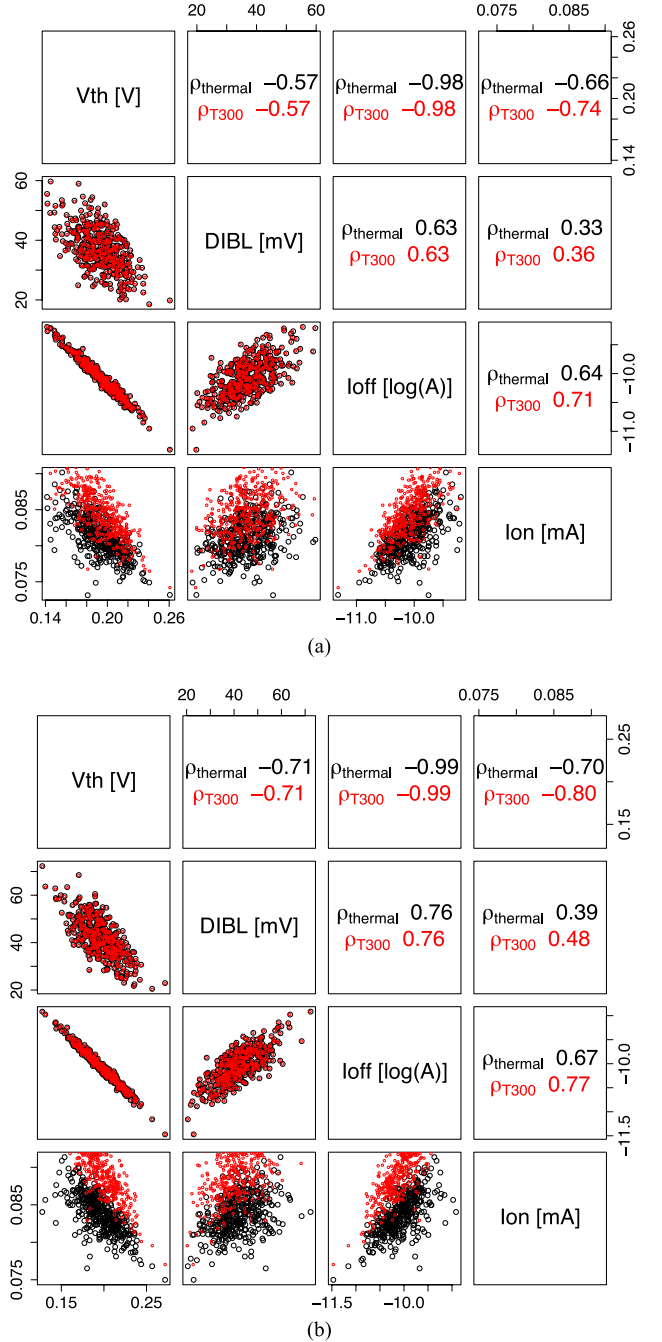 20 40 60 0.075 0.085
Vth [V] ρthermal −0.57 ρthermal −0.98 ρthermal −0.66
ρT300 −0.57 ρT300 −0.98 ρT300 −0.74
0.14 0.20 0.26
20 40 60
DIBL [mV] ρthermal 0.63 ρthermal 0.33
ρT300 0.63 ρT300 0.36
Ioff [log(A)] ρthermal 0.64
ρT300 0.71
−11.0 −10.0
0.075 0.085
Ion [mA]
0.14 0.20 0.26 −11.0 −10.0
(a)
20 40 60 0.075 0.085
Vth [V] ρthermal −0.71 ρthermal −0.99 ρthermal −0.70
ρT300 −0.71 ρT300 −0.99 ρT300 −0.80
0.15 0.25
20 40 60
DIBL [mV] ρthermal 0.76 ρthermal 0.39
ρT300 0.76 ρT300 0.48
Ioff [log(A)] ρthermal 0.67
ρT300 0.77
−11.5 −10.0
0.075 0.085
Ion [mA]
0.15 0.25 −11.5 −10.0
(b)